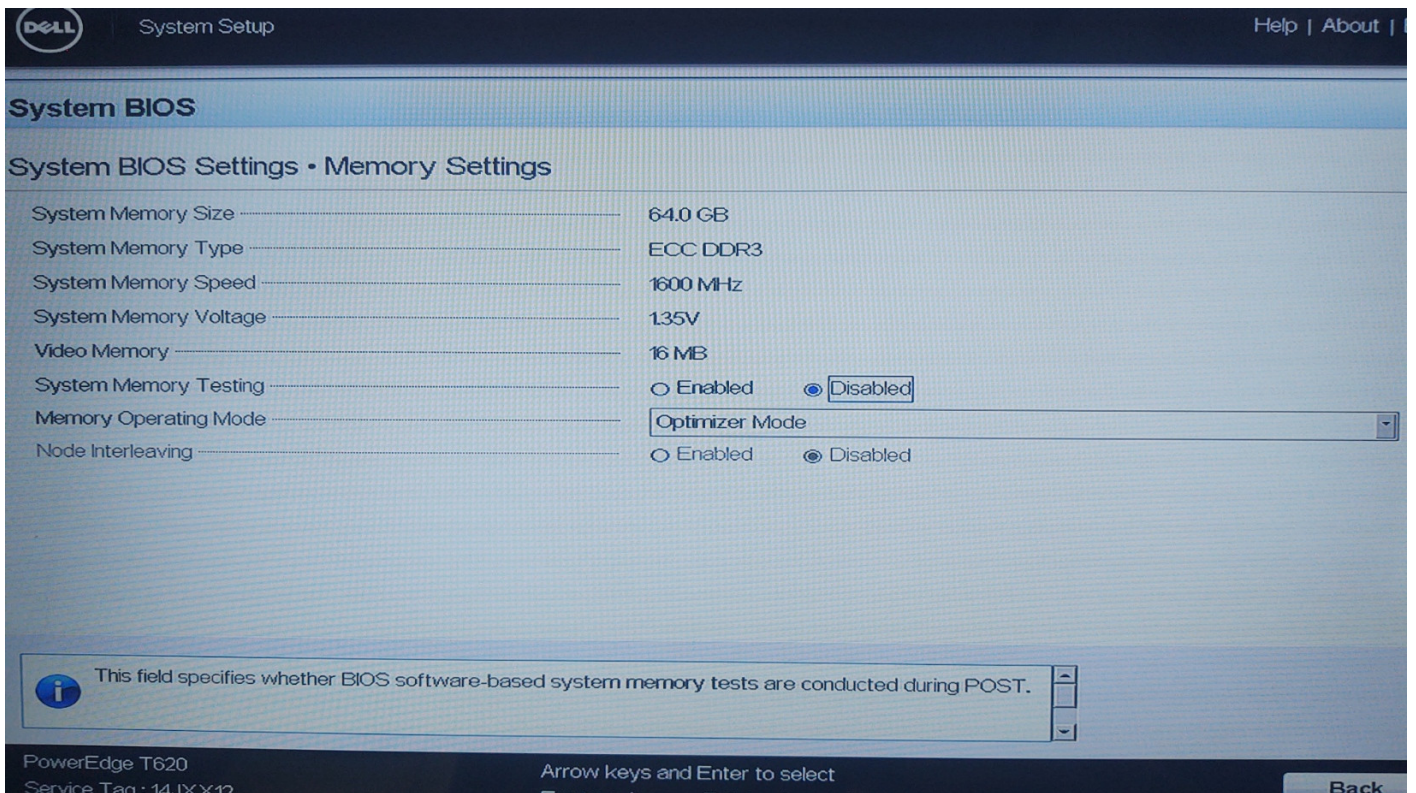 DELL
System Setup
Help | About |
System BIOS
System BIOS Settings • Memory Settings
System Memory Size 64.0 GB
System Memory Type ECC DDR3
System Memory Speed 1600 MHz
System Memory Voltage 1.35V
Video Memory 16 MB
System Memory Testing Enabled Disabled
Memory Operating Mode Optimizer Mode
Node Interleaving Enabled Disabled
This field specifies whether BIOS software-based system memory tests are conducted during POST.
PowerEdge T620
Arrow keys and Enter to select
Service Tag :
Back